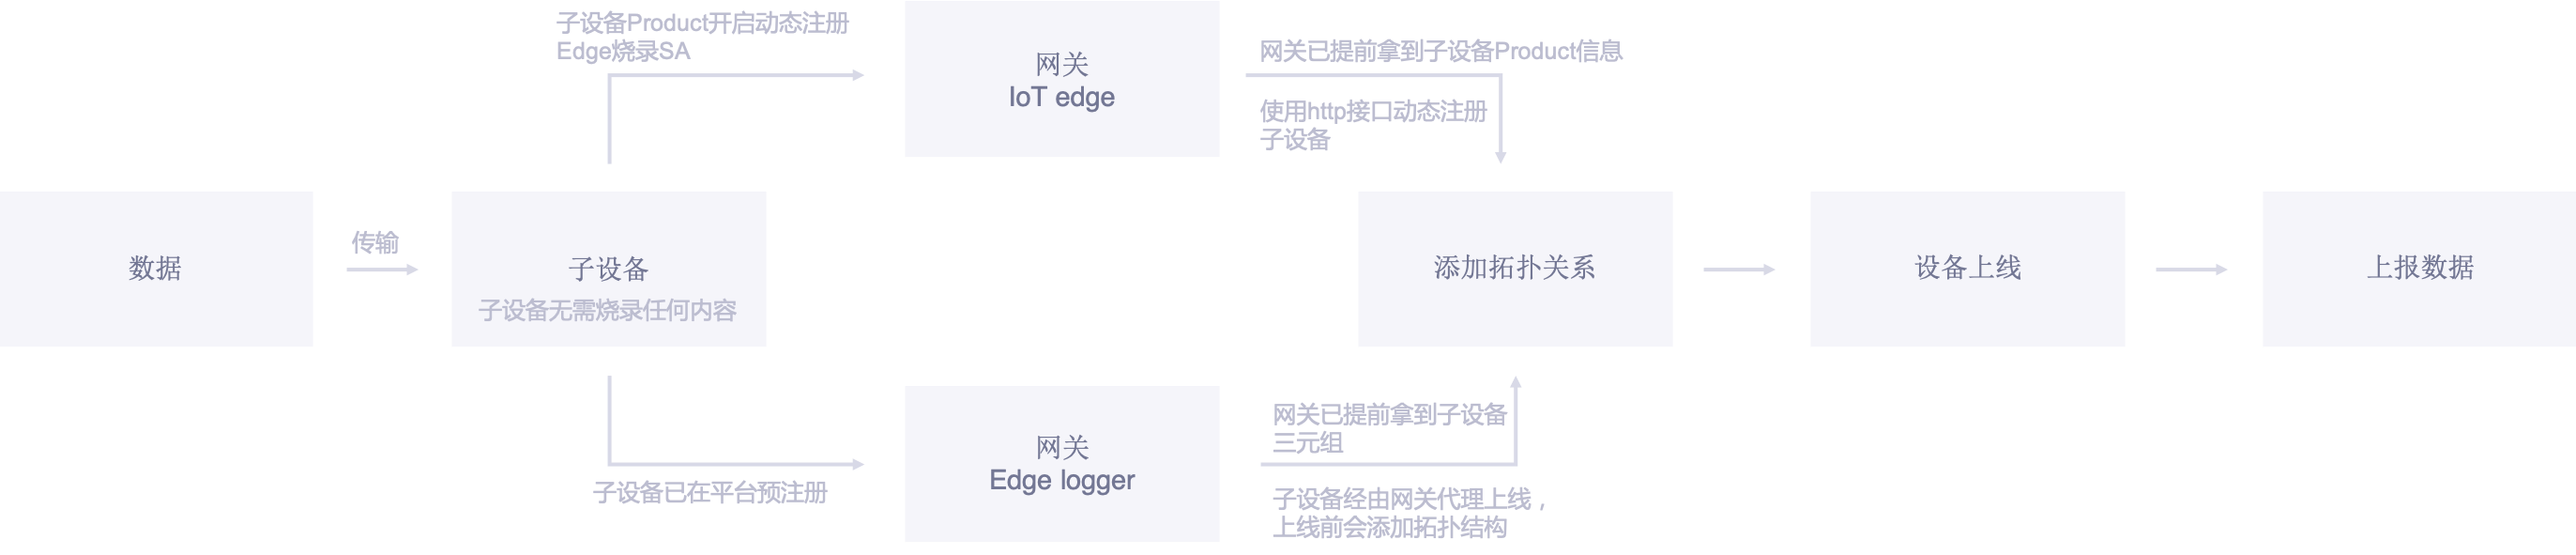 子设备Product开启动态注册
Edge烧录SA
网关
IoT edge
网关已提前拿到子设备Product信息
使用http接口动态注册
子设备
数据
传输
子设备
子设备无需烧录任何内容
添加拓扑关系
设备上线
上报数据
子设备已在平台预注册
网关
Edge logger
网关已提前拿到子设备
三元组
子设备经由网关代理上线，
上线前会添加拓扑结构